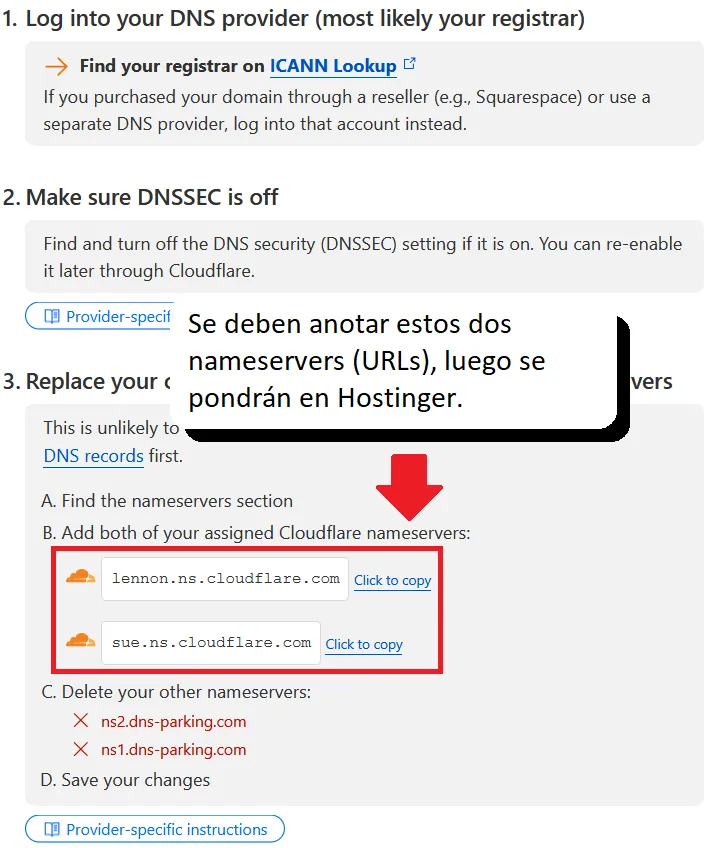 1. Log into your DNS provider (most likely your registrar)
Find your registrar on ICANN Lookup
If you purchased your domain through a reseller (e.g., Squarespace) or use a
separate DNS provider, log into that account instead.
2. Make sure DNSSEC is off
Find and turn off the DNS security (DNSSEC) setting if it is on. You can re-enable
it later through Cloudflare.
Provider-specif
Se deben anotar estos dos
nameservers (URLs), luego se
pondrán en Hostinger.
3. Replace your
vers
This is unlikely to
DNS records first.
A. Find the nameservers section
B. Add both of your assigned Cloudflare nameservers:
lennon.ns.cloudflare.com Click to copy
sue.ns.cloudflare.com Click to copy
C. Delete your other nameservers:
ns2.dns-parking.com
ns1.dns-parking.com
D. Save your changes
Provider-specific instructions